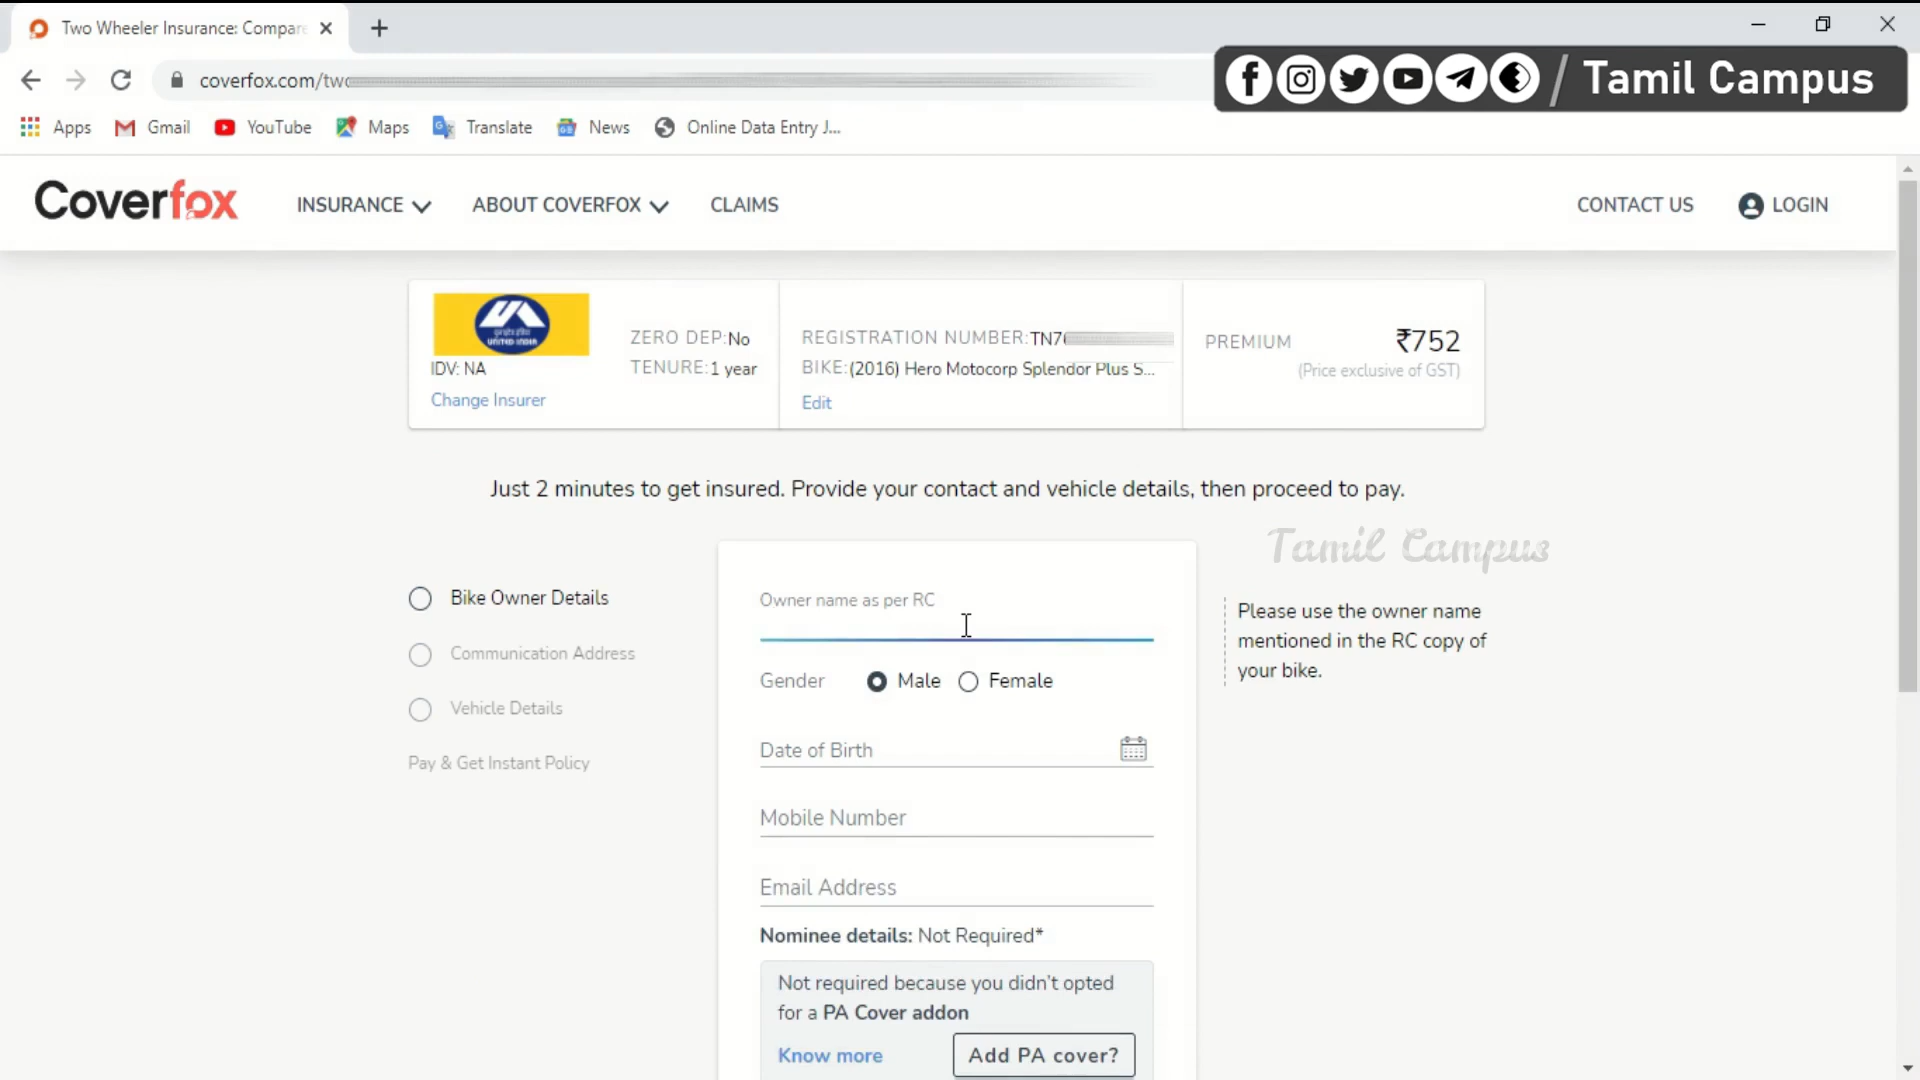 Two Wheeler Insurance: Compare
coverfox.com/two
Tamil Campus
Apps Gmail YouTube Maps Translate News Online Data Entry J...
Coverfox INSURANCE ABOUT COVERFOX CLAIMS CONTACT US LOGIN
UNITED INDIA
IDV: NA
Change Insurer
ZERO DEP:No
TENURE:1 year
REGISTRATION NUMBER:TN7
BIKE:(2016) Hero Motocorp Splendor Plus S...
Edit
PREMIUM ₹752
(Price exclusive of GST)
Just 2 minutes to get insured. Provide your contact and vehicle details, then proceed to pay.
Tamil Campus
Bike Owner Details
Communication Address
Vehicle Details
Pay & Get Instant Policy
Owner name as per RC
Gender Male Female
Date of Birth
Mobile Number
Email Address
Nominee details: Not Required*
Not required because you didn't opted
for a PA Cover addon
Know more Add PA cover?
Please use the owner name
mentioned in the RC copy of
your bike.